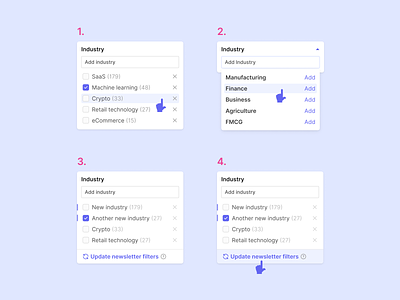 1.
Industry
Add industry
SaaS (179)
Machine learning (48)
Crypto (33)
Retail technology (27)
eCommerce (15)
2.
Industry
Add industry
Manufacturing Add
Finance Add
Business Add
Agriculture Add
FMCG Add
3.
Industry
Add industry
New industry (179)
Another new industry (27)
Crypto (33)
Retail technology (27)
Update newsletter filters
4.
Industry
Add industry
New industry (179)
Another new industry (27)
Crypto (33)
Retail technology (27)
Update newsletter filters